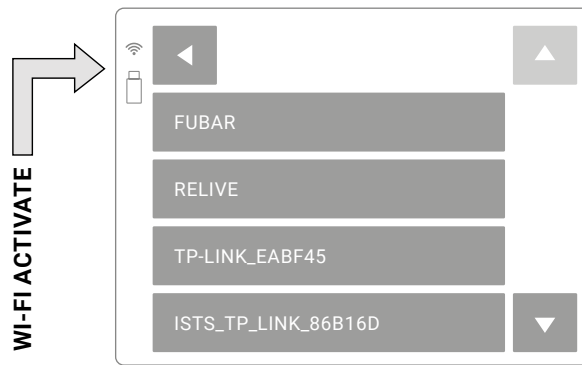 WI-FI ACTIVATE
FUBAR
RELIVE
TP-LINK_EABF45
ISTS_TP_LINK_86B16D